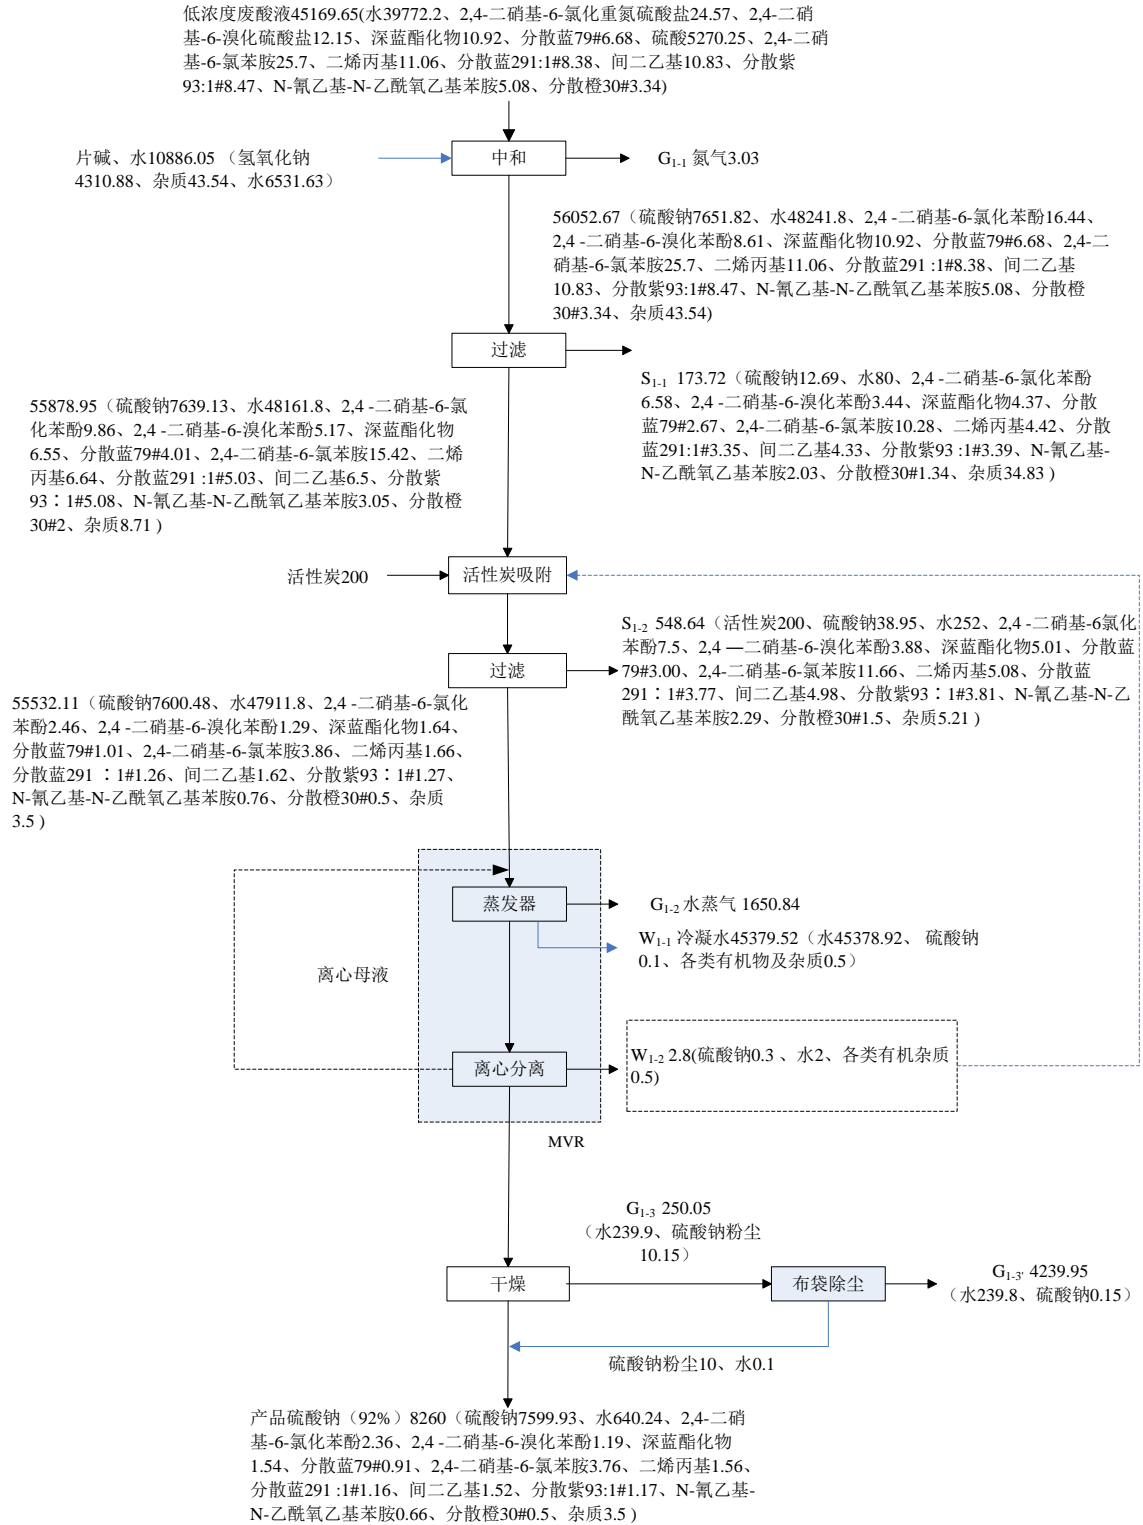 低浓度废酸液45169.65(水39772.2、2,4-二硝基-6-氯化重氮硫酸盐24.57、2,4-二硝
基-6-溴化硫酸盐12.15、深蓝酯化物10.92、分散蓝79#6.68、硫酸5270.25、2,4-二硝
基-6-氯苯胺25.7、二烯丙基11.06、分散蓝291:1#8.38、间二乙基10.83、分散紫
93:1#8.47、N-氰乙基-N-乙酰氧乙基苯胺5.08、分散橙30#3.34)
片碱、水10886.05 （氢氧化钠
4310.88、杂质43.54、水6531.63）
中和
G1-1 氮气3.03
56052.67（硫酸钠7651.82、水48241.8、2,4 -二硝基-6-氯化苯酚16.44、
2,4 -二硝基-6-溴化苯酚8.61、深蓝酯化物10.92、分散蓝79#6.68、2,4-二
硝基-6-氯苯胺25.7、二烯丙基11.06、分散蓝291 :1#8.38、间二乙基
10.83、分散紫93:1#8.47、N-氰乙基-N-乙酰氧乙基苯胺5.08、分散橙
30#3.34、杂质43.54)
过滤
S1-1 173.72（硫酸钠12.69、水80、2,4 -二硝基-6-氯化苯酚
6.58、2,4 -二硝基-6-溴化苯酚3.44、深蓝酯化物4.37、分散
蓝79#2.67、2,4-二硝基-6-氯苯胺10.28、二烯丙基4.42、分散
蓝291:1#3.35、间二乙基4.33、分散紫93 :1#3.39、N-氰乙基-
N-乙酰氧乙基苯胺2.03、分散橙30#1.34、杂质34.83 )
55878.95（硫酸钠7639.13、水48161.8、2,4 -二硝基-6-氯
化苯酚9.86、2,4 -二硝基-6-溴化苯酚5.17、深蓝酯化物
6.55、分散蓝79#4.01、2,4-二硝基-6-氯苯胺15.42、二烯
丙基6.64、分散蓝291 :1#5.03、间二乙基6.5、分散紫
93：1#5.08、N-氰乙基-N-乙酰氧乙基苯胺3.05、分散橙
30#2、杂质8.71 )
活性炭200
活性炭吸附
S1-2 548.64（活性炭200、硫酸钠38.95、水252、2,4 -二硝基-6氯化
苯酚7.5、2,4 —二硝基-6-溴化苯酚3.88、深蓝酯化物5.01、分散蓝
79#3.00、2,4-二硝基-6-氯苯胺11.66、二烯丙基5.08、分散蓝
291：1#3.77、间二乙基4.98、分散紫93：1#3.81、N-氰乙基-N-乙
酰氧乙基苯胺2.29、分散橙30#1.5、杂质5.21 )
过滤
55532.11（硫酸钠7600.48、水47911.8、2,4 -二硝基-6-氯化
苯酚2.46、2,4 -二硝基-6-溴化苯酚1.29、深蓝酯化物1.64、
分散蓝79#1.01、2,4-二硝基-6-氯苯胺3.86、二烯丙基1.66、
分散蓝291 ：1#1.26、间二乙基1.62、分散紫93：1#1.27、
N-氰乙基-N-乙酰氧乙基苯胺0.76、分散橙30#0.5、杂质
3.5 )
蒸发器
G1-2 水蒸气 1650.84
W1-1 冷凝水45379.52（水45378.92、 硫酸钠
0.1、各类有机物及杂质0.5）
离心母液
离心分离
W1-2 2.8(硫酸钠0.3 、水2、各类有机杂质
0.5)
MVR
G1-3 250.05
（水239.9、硫酸钠粉尘
10.15）
干燥
布袋除尘
G1-3' 4239.95
（水239.8、硫酸钠0.15）
硫酸钠粉尘10、水0.1
产品硫酸钠（92%）8260（硫酸钠7599.93、水640.24、2,4-二硝
基-6-氯化苯酚2.36、2,4 -二硝基-6-溴化苯酚1.19、深蓝酯化物
1.54、分散蓝79#0.91、2,4-二硝基-6-氯苯胺3.76、二烯丙基1.56、
分散蓝291 :1#1.16、间二乙基1.52、分散紫93:1#1.17、N-氰乙基-
N-乙酰氧乙基苯胺0.66、分散橙30#0.5、杂质3.5 )